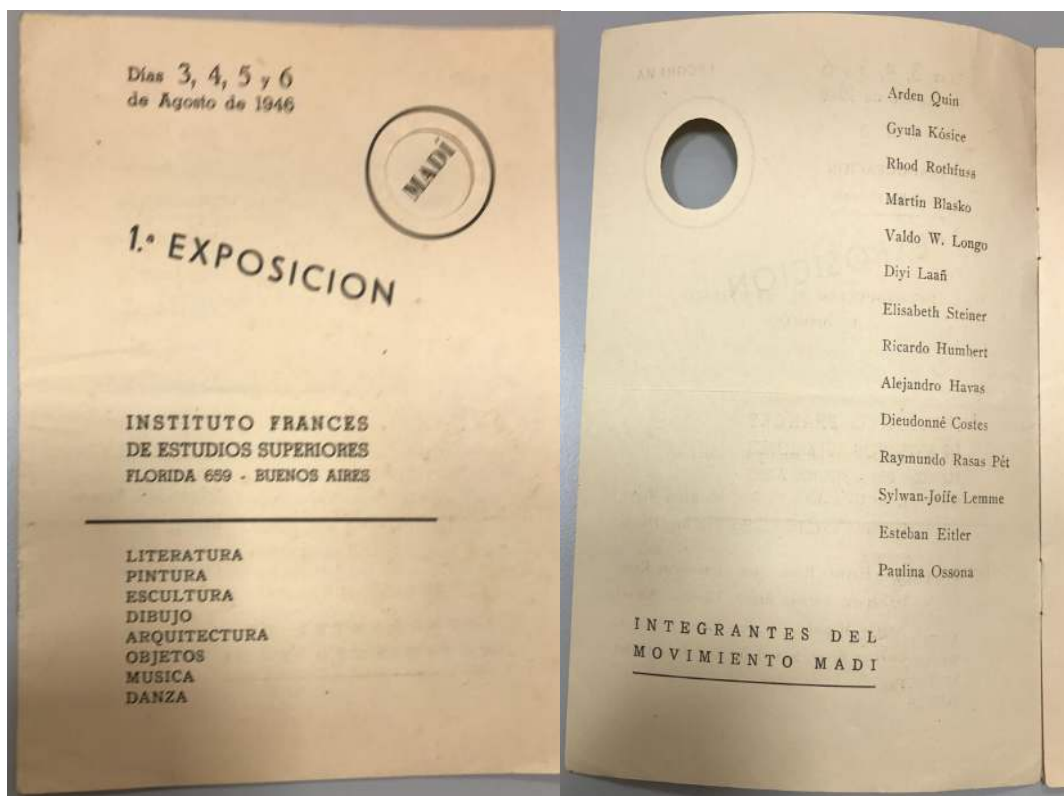 Días 3, 4, 5 y 6
de Agosto de 1946
MADÍ
1.ª EXPOSICION
INSTITUTO FRANCES
DE ESTUDIOS SUPERIORES
FLORIDA 659 - BUENOS AIRES
LITERATURA
PINTURA
ESCULTURA
DIBUJO
ARQUITECTURA
OBJETOS
MUSICA
DANZA
Arden Quin
Gyula Kósice
Rhod Rothfuss
Martin Blasko
Valdo W. Longo
Diyi Laañ
Elisabeth Steiner
Ricardo Humbert
Alejandro Havas
Dieudonné Costes
Raymundo Rasas Pét
Sylwan-Joffe Lemme
Esteban Eitler
Paulina Ossona
INTEGRANTES DEL
MOVIMIENTO MADI